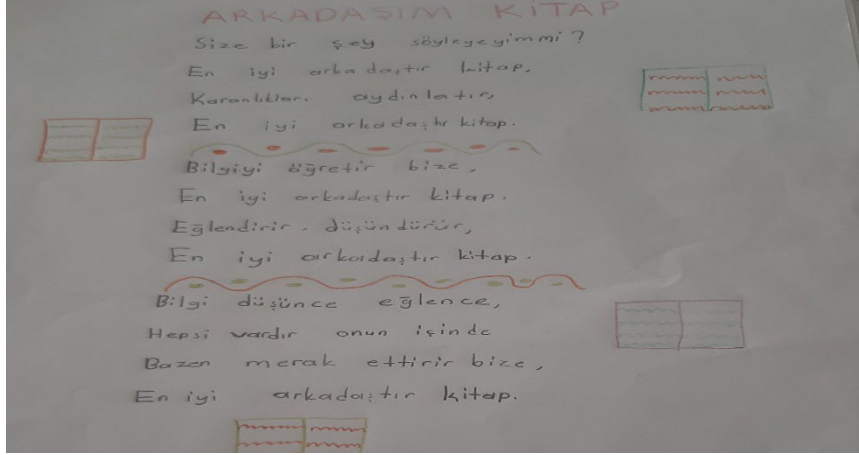 ARKADAŞIM KİTAP
Size bir şey söyleyeyimmi?
En iyi arkadaştır kitap,
Karanlıkları aydınlatır,
En iyi arkadaştır kitap.
Bilgiyi öğretir bize,
En iyi arkadaştır kitap.
Eğlendirir - düşündürür,
En iyi arkadaştır kitap.
Bilgi düşünce eğlence,
Hepsi vardır onun içinde
Bazen merak ettirir bize,
En iyi arkadaştır kitap.